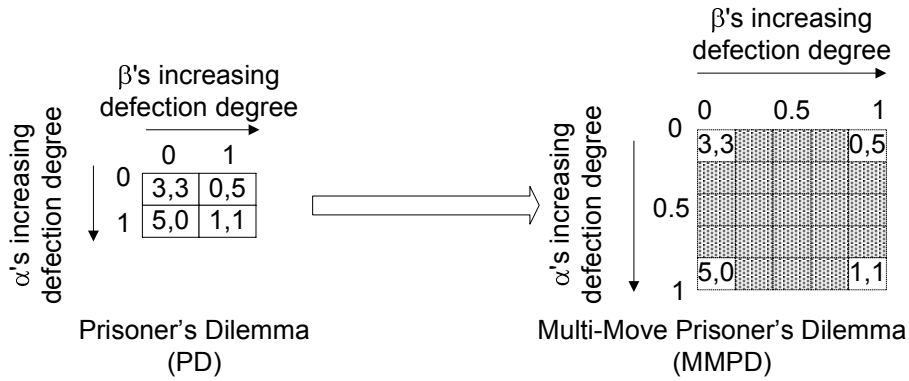 β's increasing
defection degree
α's increasing
defection degree
0 1
0
3,3 0,5
1
5,0 1,1
Prisoner's Dilemma
(PD)
β's increasing
defection degree
α's increasing
defection degree
0 0.5 1
0
3,3 0,5
0.5
5,0 1,1
1
Multi-Move Prisoner's Dilemma
(MMPD)